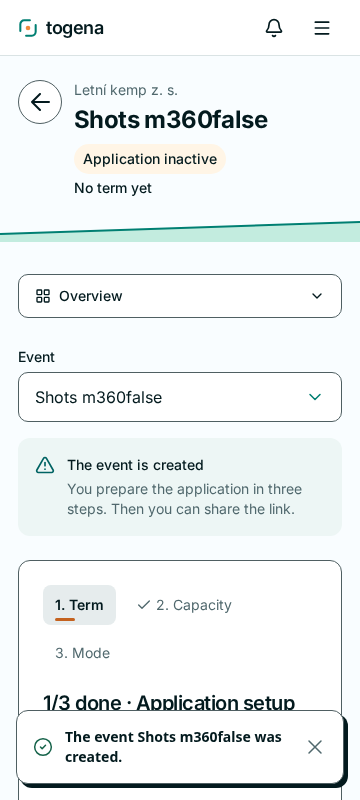 togena
Letní kemp z. s.
Shots m360false
Application inactive
No term yet
Overview
Event
Shots m360false
The event is created
You prepare the application in three
steps. Then you can share the link.
1. Term
2. Capacity
3. Mode
1/3 done · Application setup
The event Shots m360false was
created.